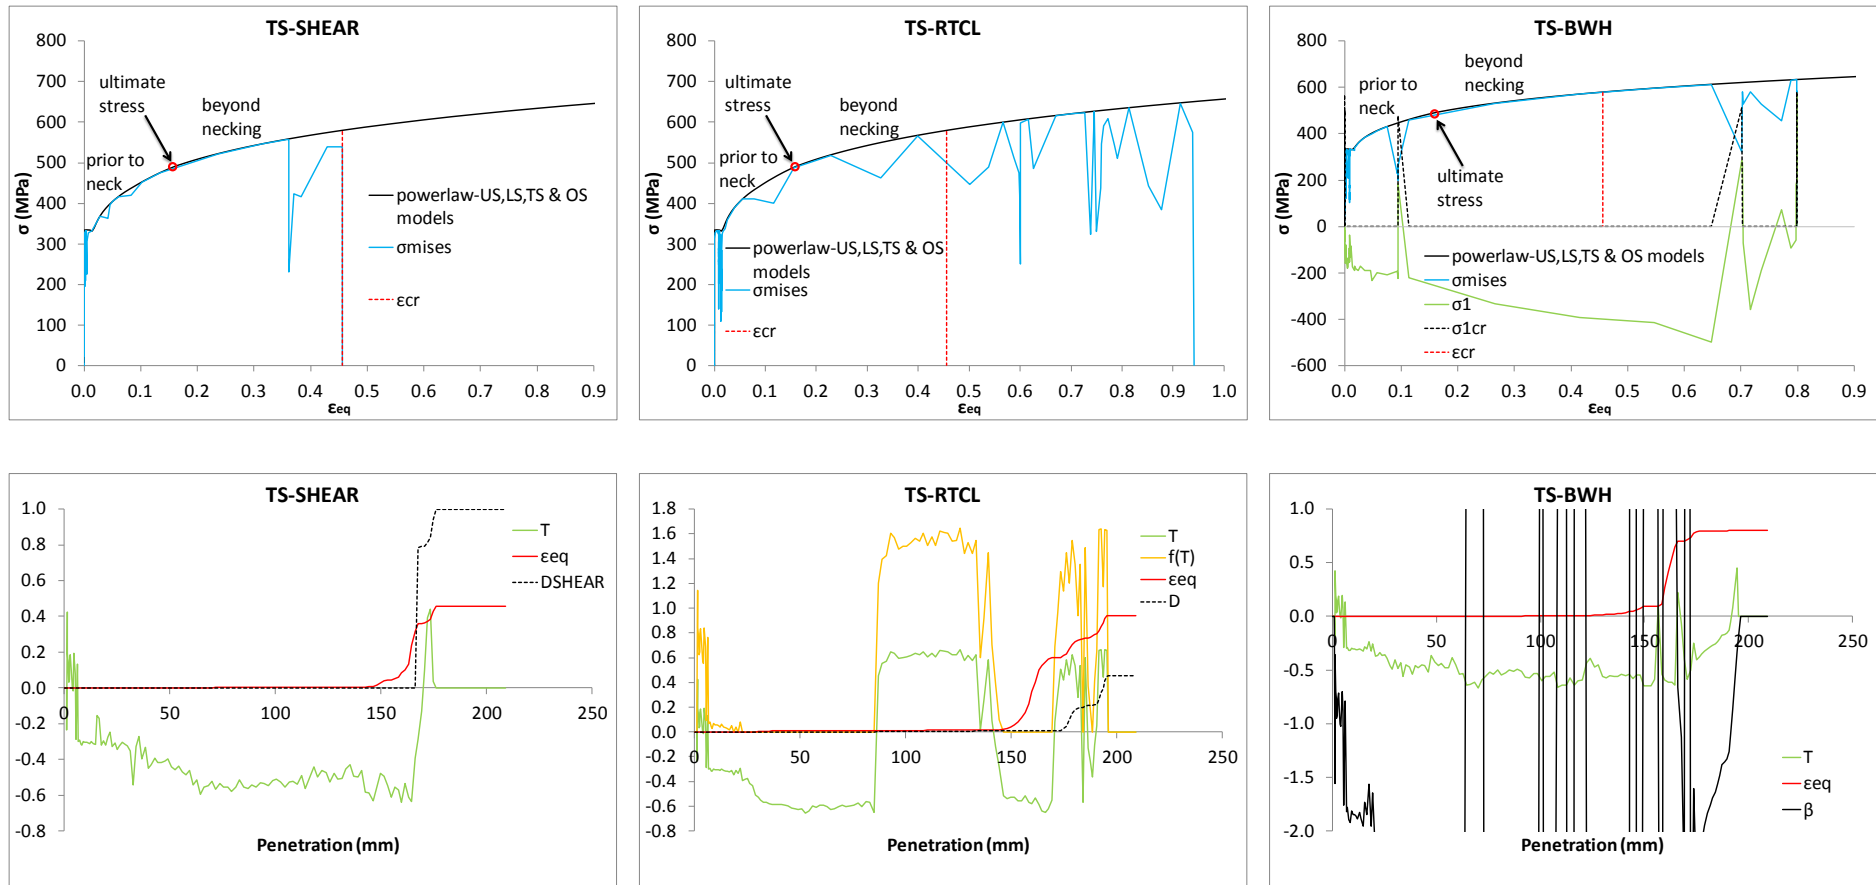 TS-SHEAR
800
700
600
500
400
300
200
100
0
σ (MPa)
ultimate
stress
beyond
necking
prior to
neck
powerlaw-US,LS,TS & OS
models
σmises
εcr
0.0 0.1 0.2 0.3 0.4 0.5 0.6 0.7 0.8 0.9
εeq
TS-RTCL
800
700
600
500
400
300
200
100
0
σ (MPa)
ultimate
stress
beyond
necking
prior to
neck
powerlaw-US,LS,TS & OS
models
σmises
εcr
0.0 0.1 0.2 0.3 0.4 0.5 0.6 0.7 0.8 0.9 1.0
εeq
TS-BWH
800
600
400
200
0
-200
-400
-600
σ (MPa)
prior to
neck
beyond
necking
ultimate
stress
powerlaw-US,LS,TS & OS models
σmises
σ1
σ1cr
εcr
0.0 0.1 0.2 0.3 0.4 0.5 0.6 0.7 0.8 0.9
εeq
TS-SHEAR
1.0
0.8
0.6
0.4
0.2
0.0
-0.2
-0.4
-0.6
-0.8
T
εeq
DSHEAR
0 50 100 150 200 250
Penetration (mm)
TS-RTCL
1.8
1.6
1.4
1.2
1.0
0.8
0.6
0.4
0.2
0.0
-0.2
-0.4
-0.6
-0.8
T
f(T)
εeq
D
0 50 100 150 200 250
Penetration (mm)
TS-BWH
1.0
0.5
0.0
-0.5
-1.0
-1.5
-2.0
0 50 100 150 200 250
T
εeq
β
Penetration (mm)